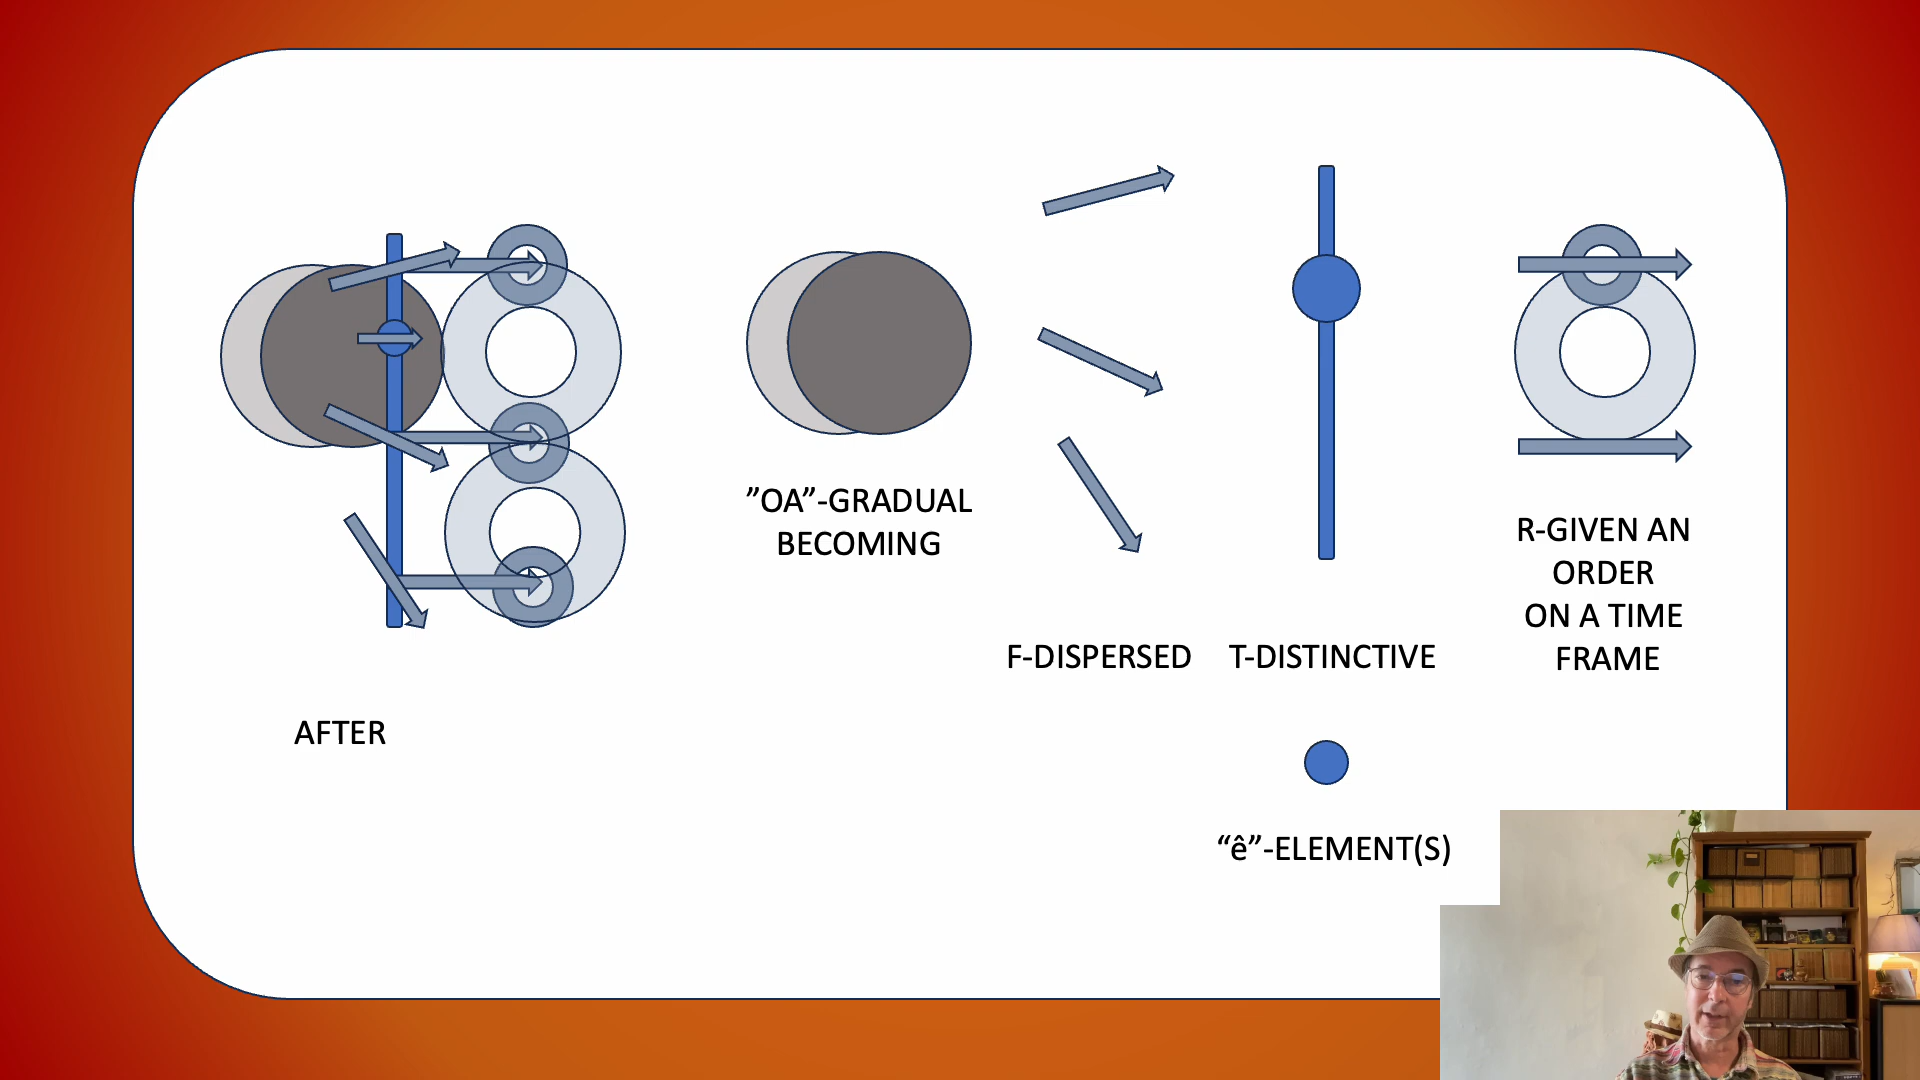 AFTER
”OA”-GRADUAL
BECOMING
F-DISPERSED
T-DISTINCTIVE
“ê”-ELEMENT(S)
R-GIVEN AN
ORDER
ON A TIME
FRAME